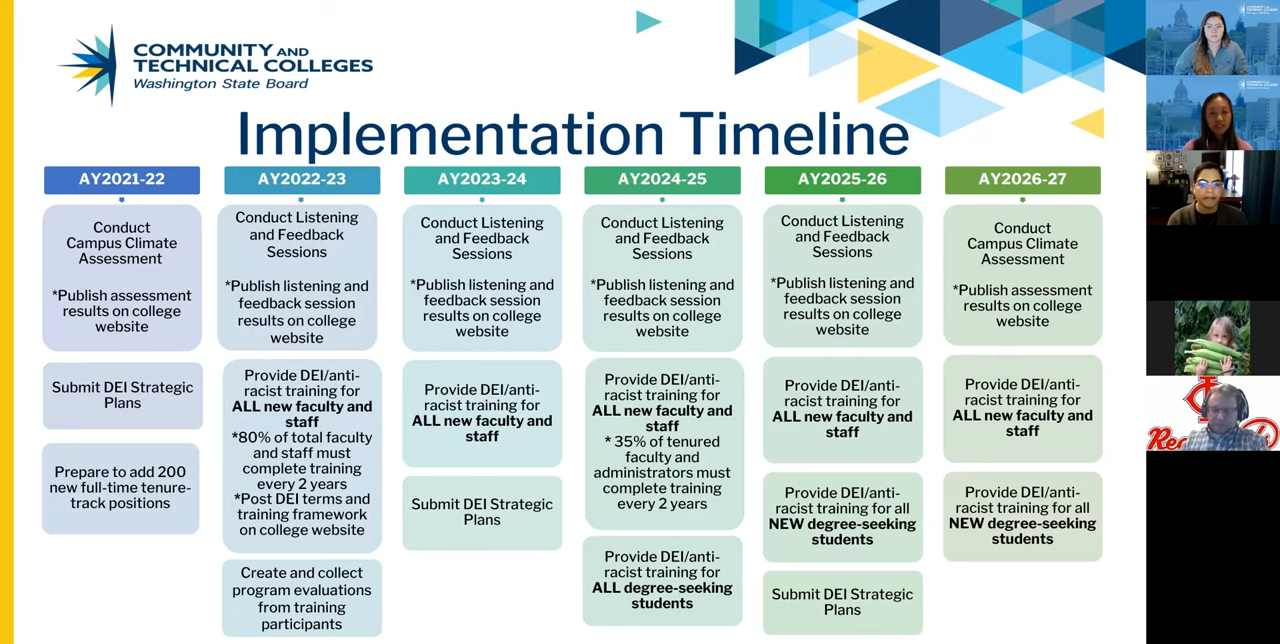 COMMUNITY AND
TECHNICAL COLLEGES
Washington State Board
Implementation Timeline
AY2021-22
Conduct
Campus Climate
Assessment
*Publish assessment
results on college
website
Submit DEI Strategic
Plans
Prepare to add 200
new full-time tenure-
track positions
AY2022-23
Conduct Listening
and Feedback
Sessions
*Publish listening and
feedback session
results on college
website
Provide DEI/anti-
racist training for
ALL new faculty and
staff
*80% of total faculty
and staff must
complete training
every 2 years
*Post DEI terms and
training framework
on college website
Create and collect
program evaluations
from training
participants
AY2023-24
Conduct Listening
and Feedback
Sessions
*Publish listening and
feedback session
results on college
website
Provide DEI/anti-
racist training for
ALL new faculty and
staff
Submit DEI Strategic
Plans
AY2024-25
Conduct Listening
and Feedback
Sessions
*Publish listening and
feedback session
results on college
website
Provide DEI/anti-
racist training for
ALL new faculty and
staff
* 35% of tenured
faculty and
administrators must
complete training
every 2 years
Provide DEI/anti-
racist training for
ALL degree-seeking
students
AY2025-26
Conduct Listening
and Feedback
Sessions
*Publish listening and
feedback session
results on college
website
Provide DEI/anti-
racist training for
ALL new faculty and
staff
Provide DEI/anti-
racist training for all
NEW degree-seeking
students
Submit DEI Strategic
Plans
AY2026-27
Conduct
Campus Climate
Assessment
*Publish assessment
results on college
website
Provide DEI/anti-
racist training for
ALL new faculty and
staff
Provide DEI/anti-
racist training for all
NEW degree-seeking
students